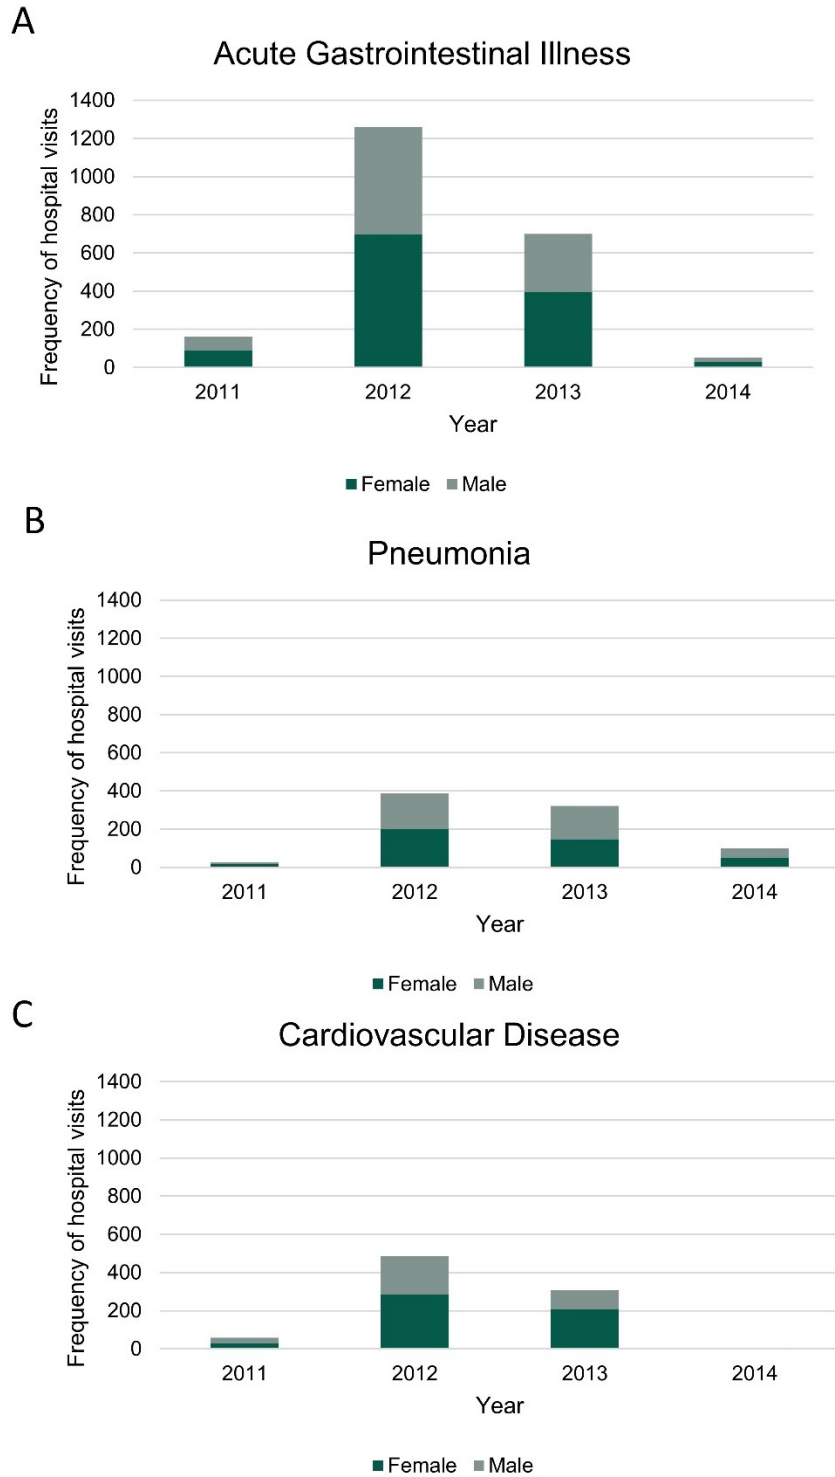 A
Acute Gastrointestinal Illness
Frequency of hospital visits
1400
1200
1000
800
600
400
200
0
2011 2012 2013 2014
Year
Female Male
B
Pneumonia
Frequency of hospital visits
1400
1200
1000
800
600
400
200
0
2011 2012 2013 2014
Year
Female Male
C
Cardiovascular Disease
Frequency of hospital visits
1400
1200
1000
800
600
400
200
0
2011 2012 2013 2014
Year
Female Male